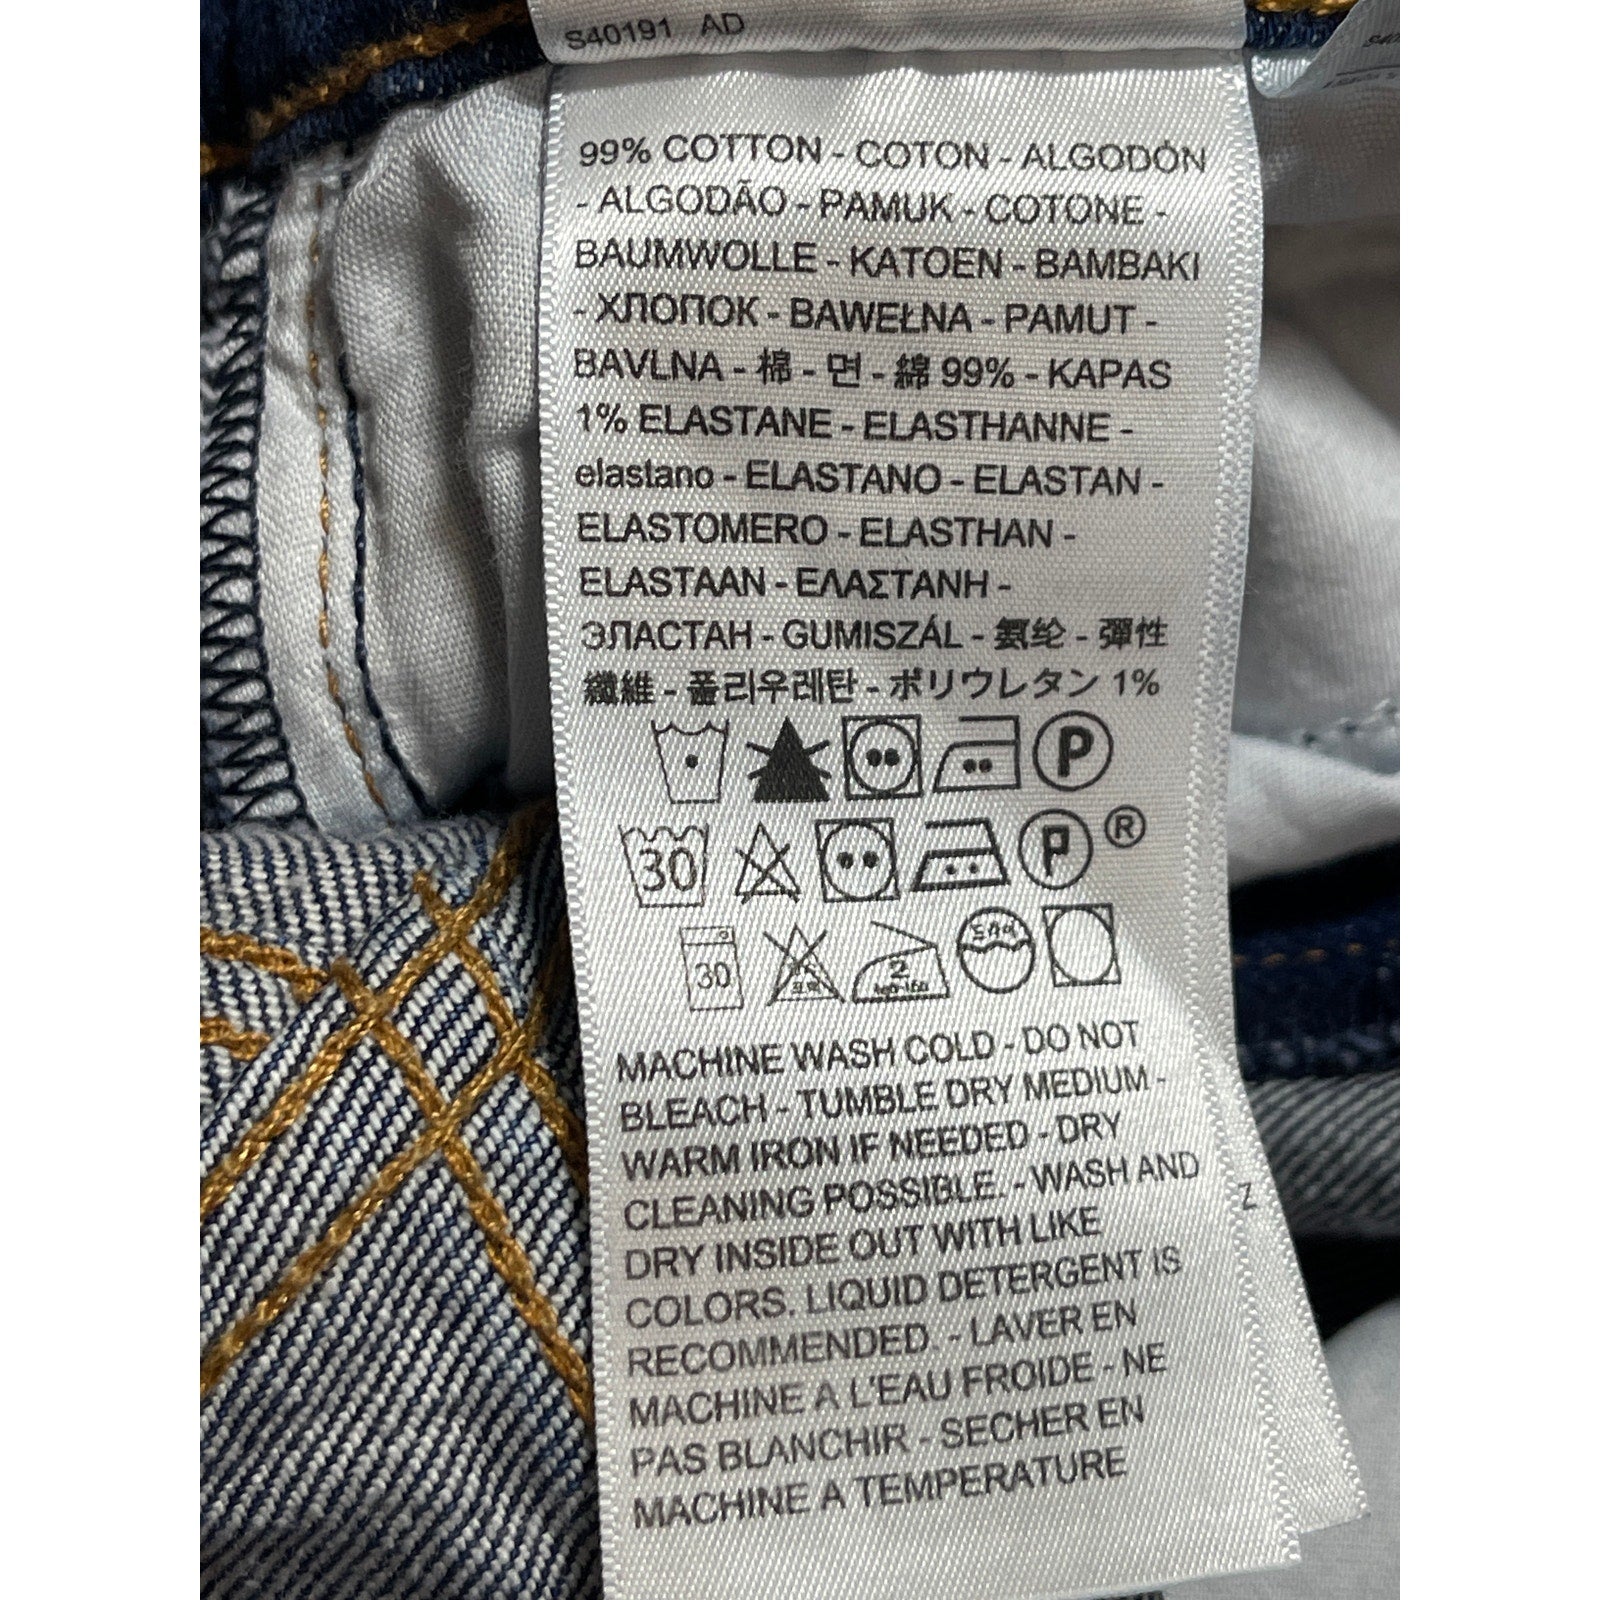 S40191 AD
99% COTTON - COTON - ALGODÓN
- ALGODÃO - PAMUK - COTONE -
BAUMWOLLE - KATOEN - BAMBAKI
- ХЛОПОК - BAWEŁNA - PAMUT -
BAVLNA - 棉 - 면 - 綿 99% - KAPAS
1% ELASTANE - ELASTHANNE -
elastano - ELASTANO - ELASTAN -
ELASTOMERO - ELASTHAN -
ELASTAAN - ΕΛΑΣΤΑΝΗ -
ЭЛАСТАН - GUMISZÁL - 氨纶 - 彈性
纖維 - 폴리우레탄 - ポリウレタン 1%
P
30 P ®
30 2
MACHINE WASH COLD - DO NOT
BLEACH - TUMBLE DRY MEDIUM -
WARM IRON IF NEEDED - DRY
CLEANING POSSIBLE. - WASH AND
DRY INSIDE OUT WITH LIKE
COLORS. LIQUID DETERGENT IS
RECOMMENDED. - LAVER EN
MACHINE A L'EAU FROIDE - NE
PAS BLANCHIR - SECHER EN
MACHINE A TEMPERATURE
Z